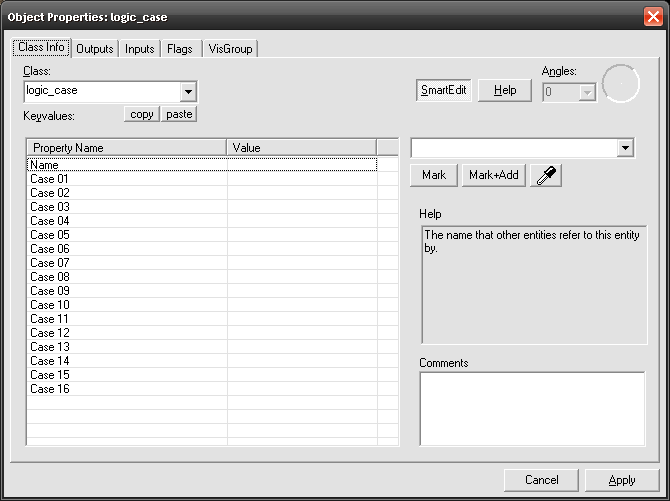 Object Properties: logic_case
Class Info Outputs Inputs Flags VisGroup
Class:
logic_case
SmartEdit Help
Angles:
0
Keyvalues: copy paste
Property Name Value
Name
Case 01
Case 02
Case 03
Case 04
Case 05
Case 06
Case 07
Case 08
Case 09
Case 10
Case 11
Case 12
Case 13
Case 14
Case 15
Case 16
Mark Mark+Add
Help
The name that other entities refer to this entity
by.
Comments
Cancel Apply